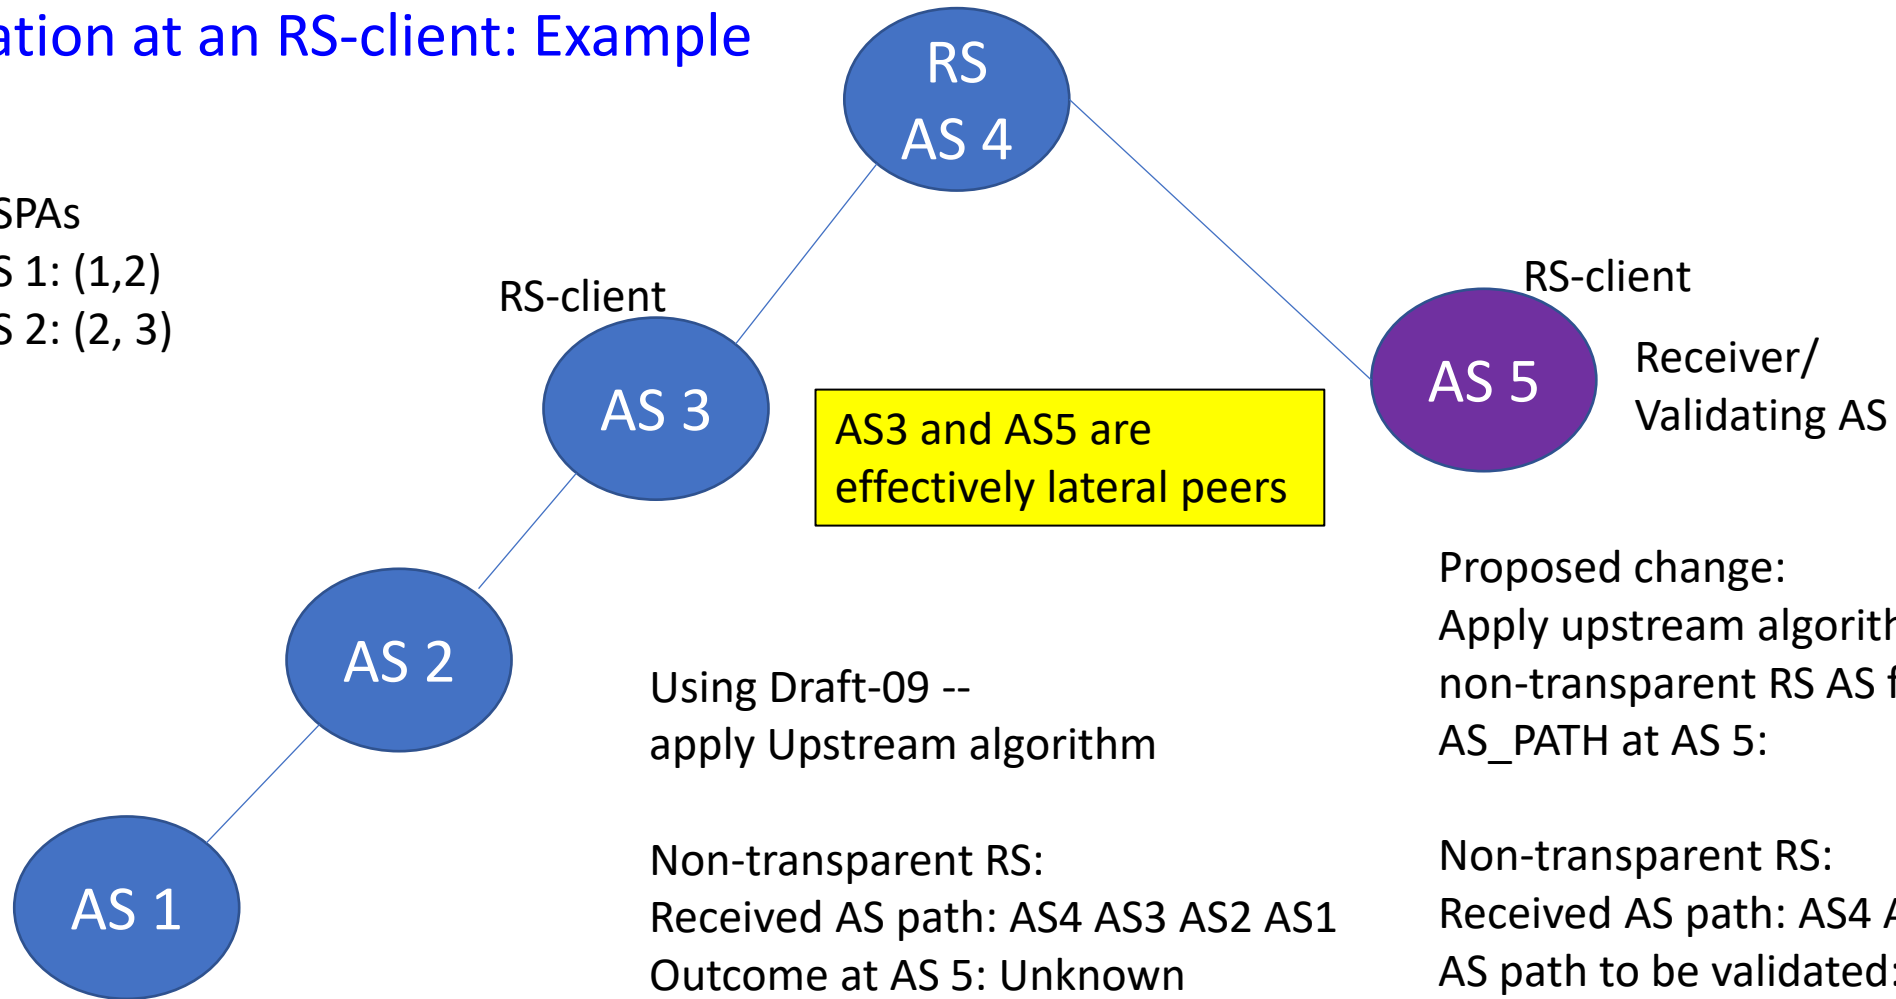 at an RS-client: Example
RS
AS 4
(1,2)
2: (2, 3)
RS-client
AS 3
AS3 and AS5 are
effectively lateral peers
RS-client
AS 5
Receiver/
Validating AS
AS 2
AS 1
Using Draft-09 --
apply Upstream algorithm
Non-transparent RS:
Received AS path: AS4 AS3 AS2 AS1
Outcome at AS 5: Unknown
Proposed change:
Apply upstream
non-transparent RS AS
AS_PATH at AS 5:
Non-transparent RS:
Received AS path: AS4
AS path to be validated: